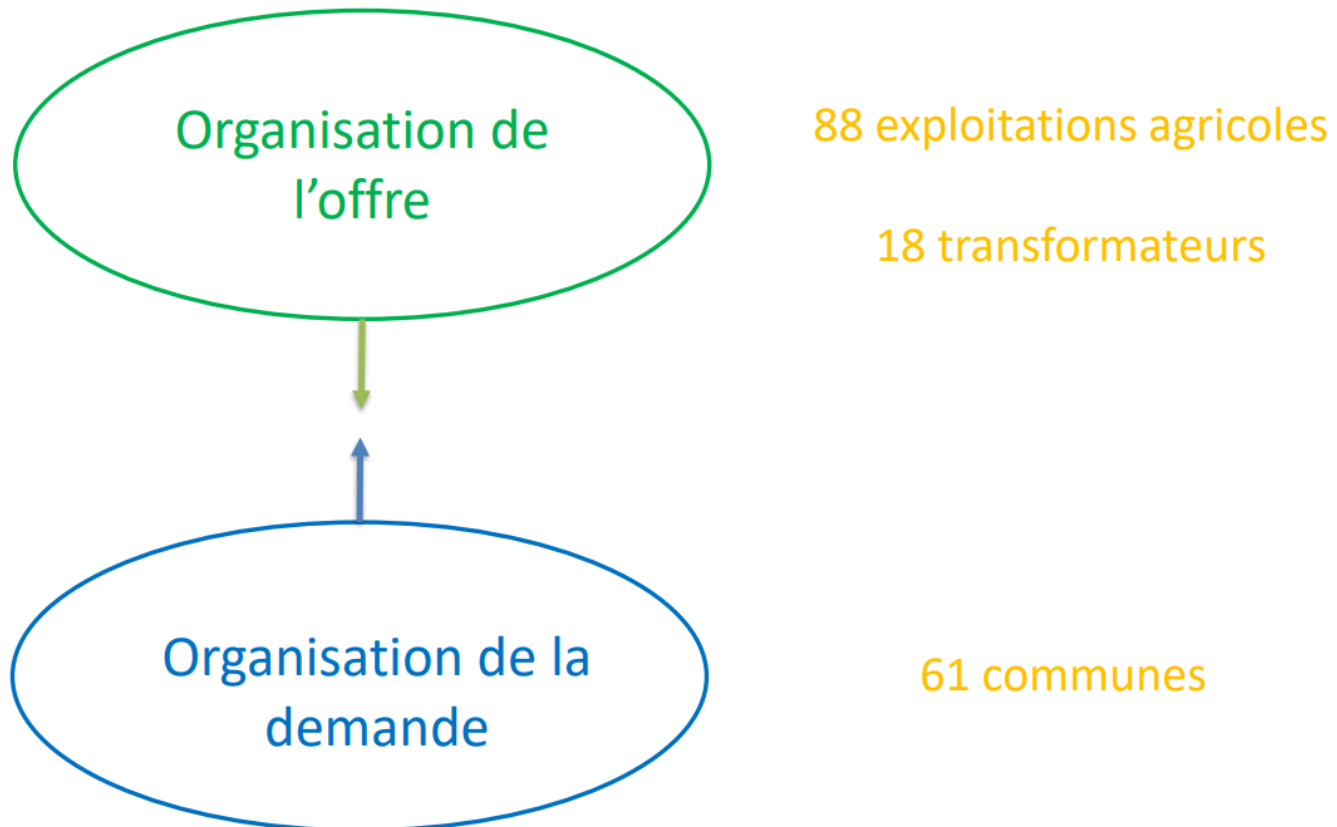 Organisation de
l’offre
88 exploitations agricoles
18 transformateurs
Organisation de la
demande
61 communes